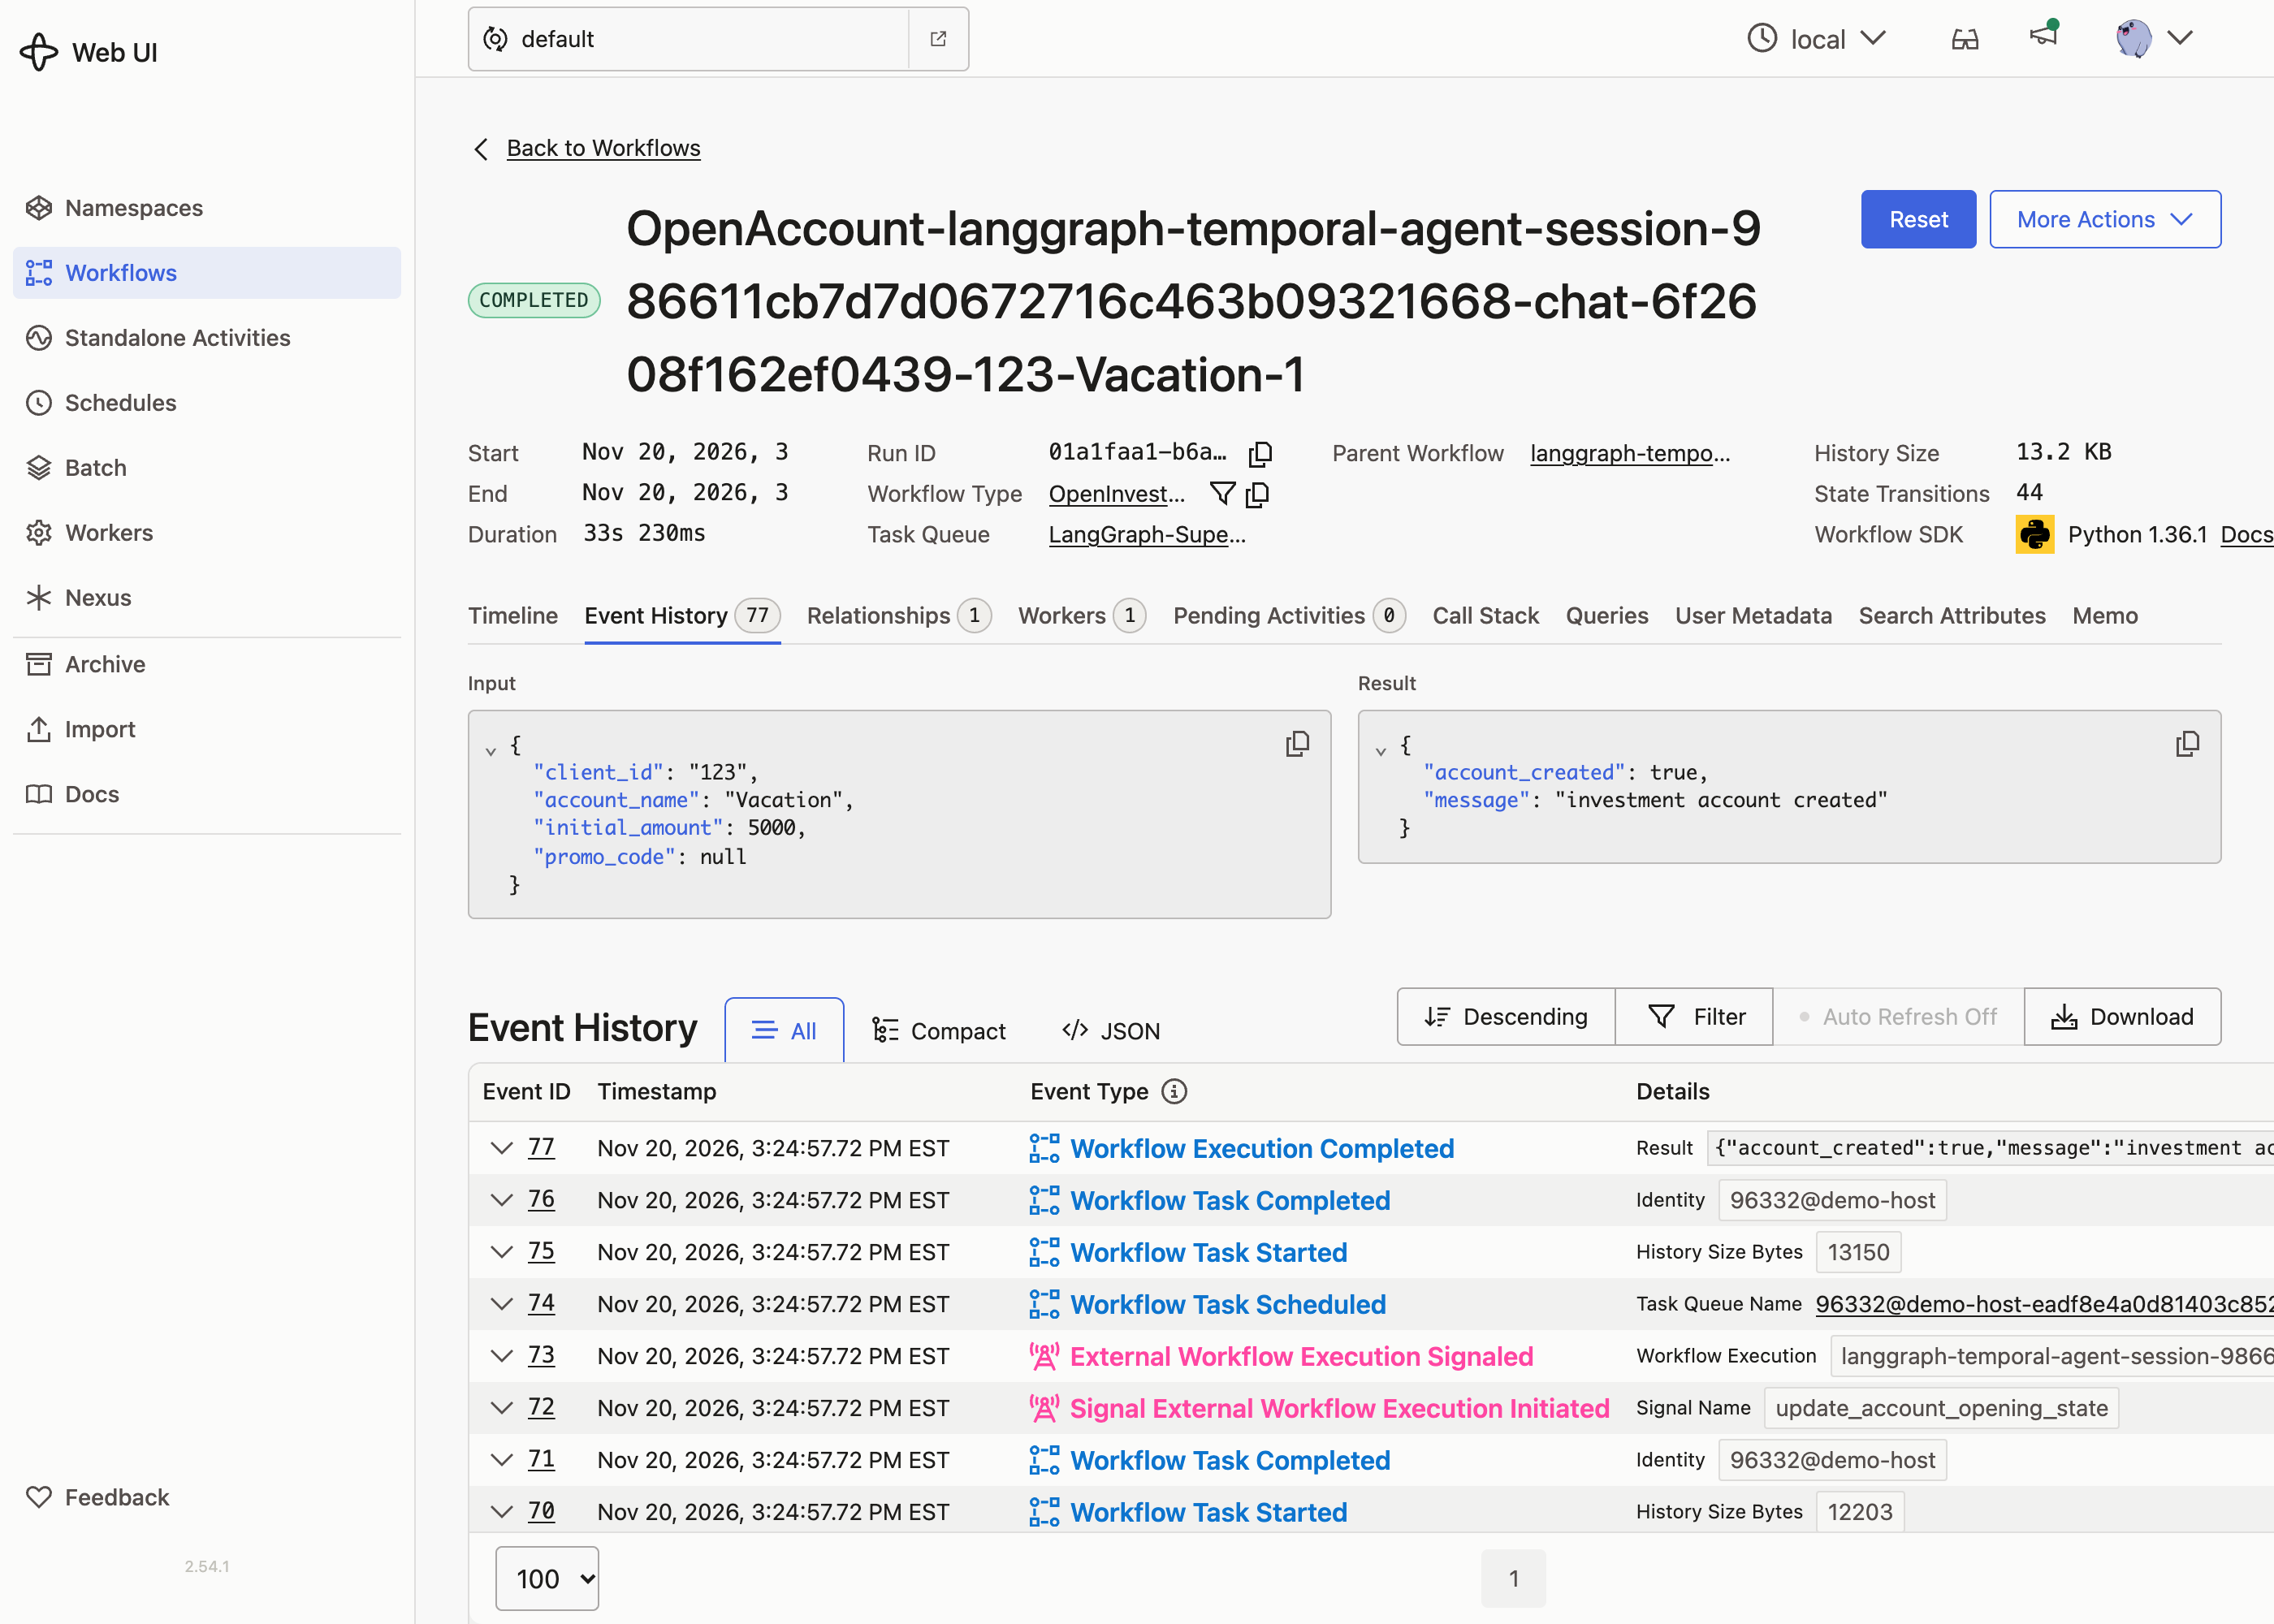 Web UI
default
local
Namespaces
Workflows
Standalone Activities
Schedules
Batch
Workers
Nexus
Archive
Import
Docs
Feedback
2.54.1
Back to Workflows
COMPLETED
OpenAccount-langgraph-temporal-agent-session-9
86611cb7d7d0672716c463b09321668-chat-6f26
08f162ef0439-123-Vacation-1
Reset
More Actions
Start Nov 20, 2026, 3
End Nov 20, 2026, 3
Duration 33s 230ms
Run ID 01a1faa1-b6a…
Workflow Type OpenInvest…
Task Queue LangGraph-Supe…
Parent Workflow langgraph-tempo…
History Size 13.2 KB
State Transitions 44
Workflow SDK Python 1.36.1 Docs
Timeline Event History 77 Relationships 1 Workers 1 Pending Activities 0 Call Stack Queries User Metadata Search Attributes Memo
Input
{
"client_id": "123",
"account_name": "Vacation",
"initial_amount": 5000,
"promo_code": null
}
Result
{
"account_created": true,
"message": "investment account created"
}
Event History
All Compact JSON
Descending Filter Auto Refresh Off Download
Event ID Timestamp Event Type Details
77 Nov 20, 2026, 3:24:57.72 PM EST Workflow Execution Completed Result {"account_created":true,"message":"investment ac
76 Nov 20, 2026, 3:24:57.72 PM EST Workflow Task Completed Identity 96332@demo-host
75 Nov 20, 2026, 3:24:57.72 PM EST Workflow Task Started History Size Bytes 13150
74 Nov 20, 2026, 3:24:57.72 PM EST Workflow Task Scheduled Task Queue Name 96332@demo-host-eadf8e4a0d81403c852
73 Nov 20, 2026, 3:24:57.72 PM EST External Workflow Execution Signaled Workflow Execution langgraph-temporal-agent-session-9866
72 Nov 20, 2026, 3:24:57.72 PM EST Signal External Workflow Execution Initiated Signal Name update_account_opening_state
71 Nov 20, 2026, 3:24:57.72 PM EST Workflow Task Completed Identity 96332@demo-host
70 Nov 20, 2026, 3:24:57.72 PM EST Workflow Task Started History Size Bytes 12203
100
1